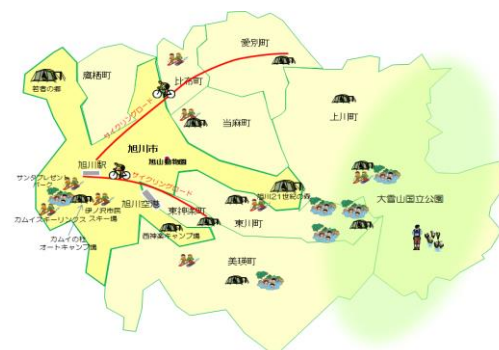 愛別町
鷹栖町
比布町
若者の郷
サイクリングロード
当麻町
上川町
旭川市
旭山動物園
旭川駅
サイクリングロード
サンタプレゼント
パーク
伊ノ沢市民
スキー場
旭川空港
東神楽町
旭川21世紀の森
大雪山国立公園
カムイスキーリンクス
東川町
カムイの杜
オートキャンプ場
西神楽キャンプ場
美瑛町